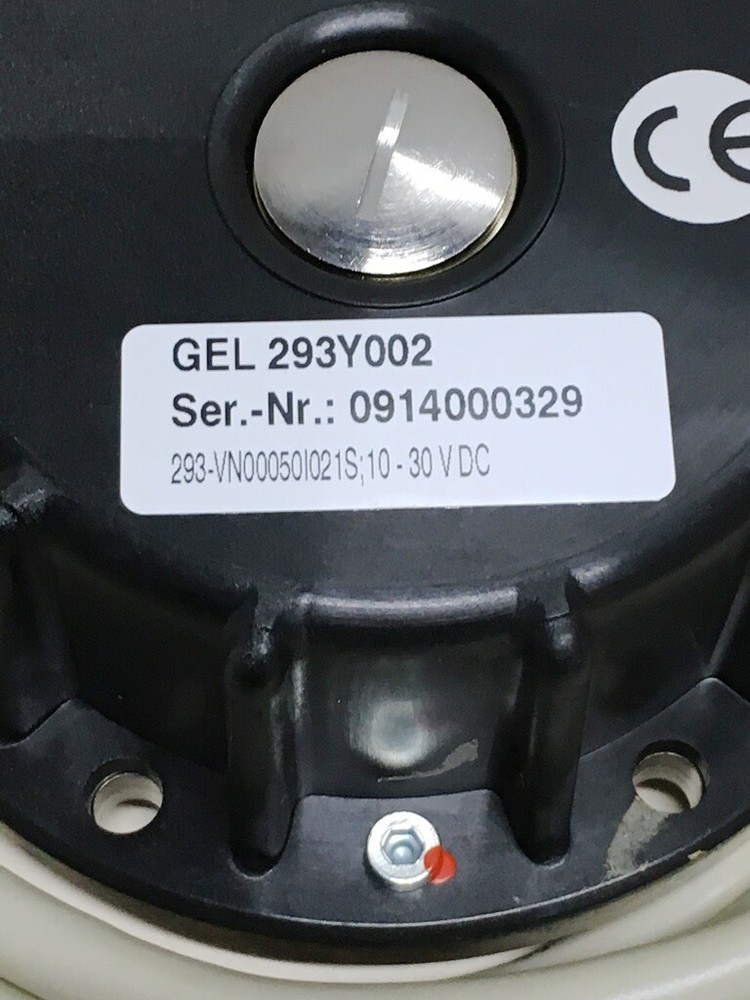 CE
GEL 293Y002
Ser.-Nr.: 0914000329
293-VN00050I021S;10 - 30 V DC